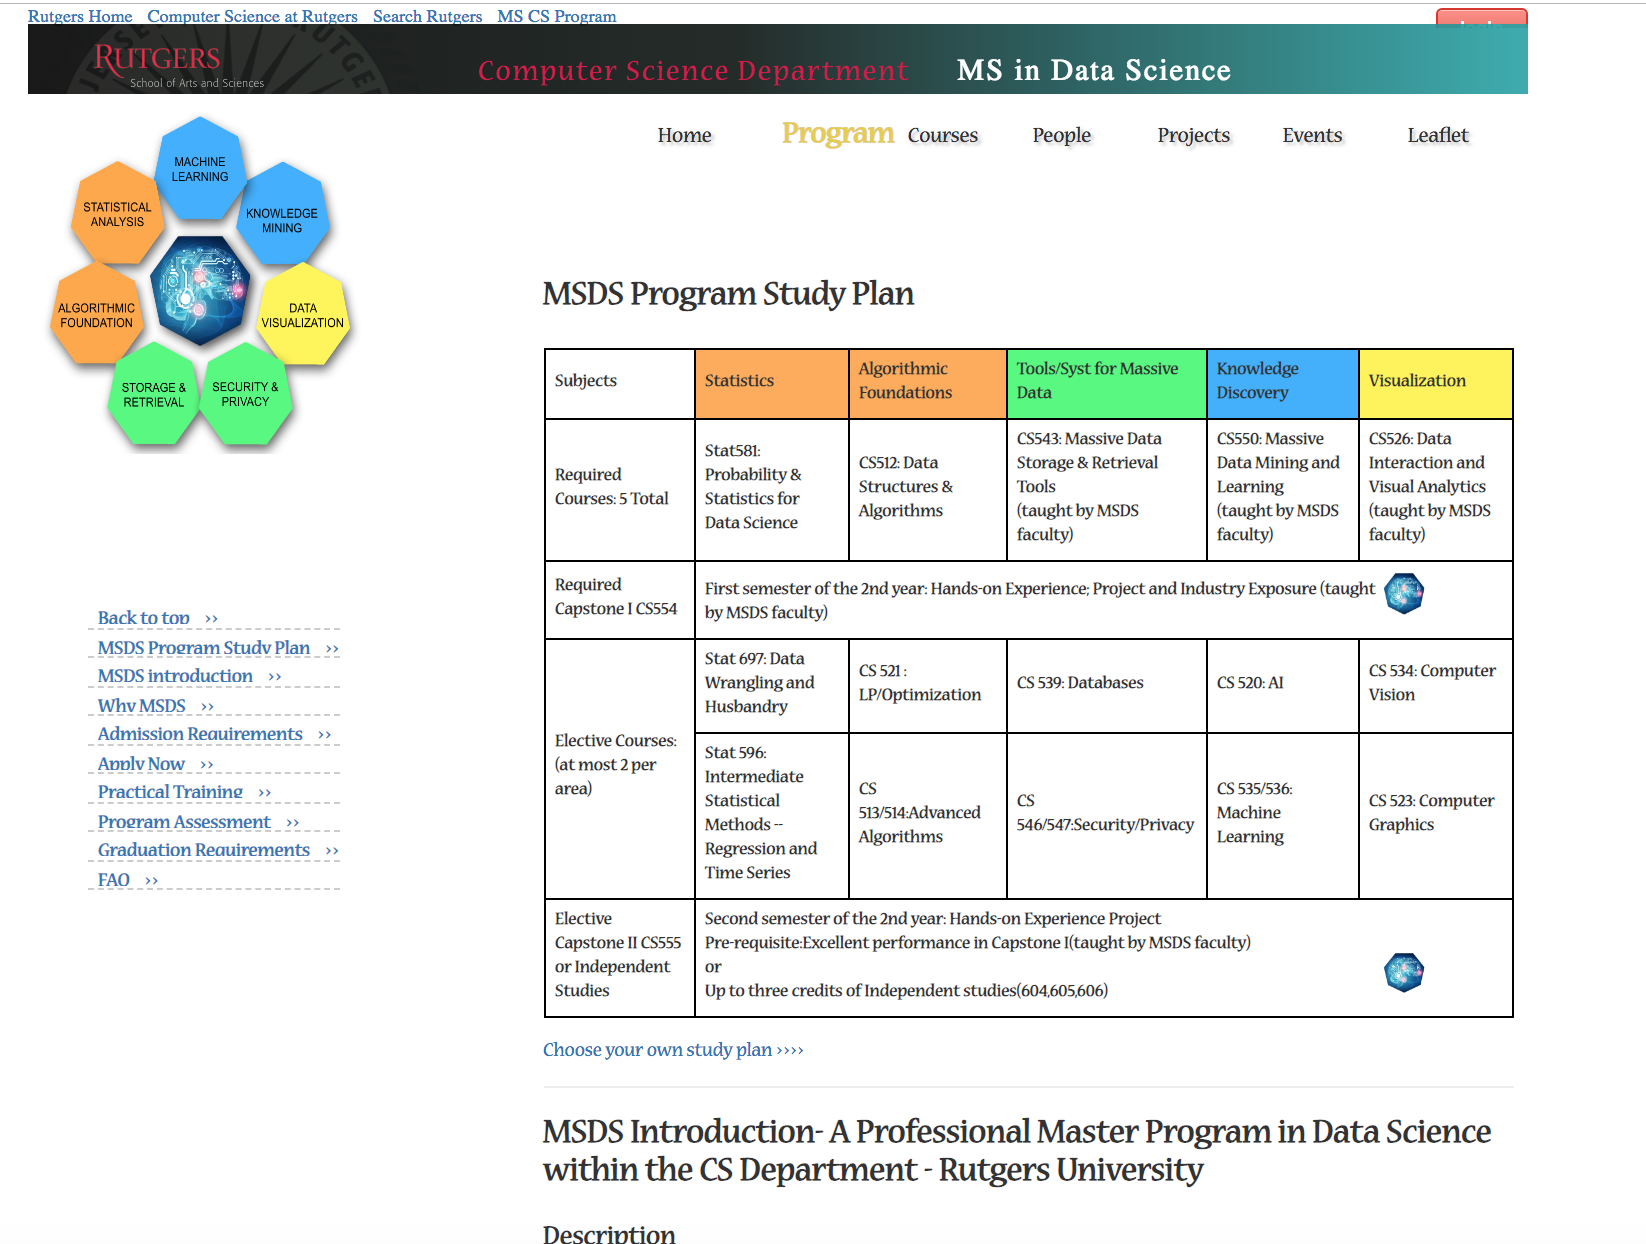 Rutgers Home Computer Science at Rutgers Search Rutgers MS CS Program
RUTGERS
School of Arts and Sciences
Computer Science Department MS in Data Science
Home Program Courses People Projects Events Leaflet
MACHINE
LEARNING
STATISTICAL
ANALYSIS
KNOWLEDGE
MINING
ALGORITHMIC
FOUNDATION
DATA
VISUALIZATION
STORAGE &
RETRIEVAL
SECURITY &
PRIVACY
Back to top ››
MSDS Program Study Plan ››
MSDS introduction ››
Why MSDS ››
Admission Requirements ››
Apply Now ››
Practical Training ››
Program Assessment ››
Graduation Requirements ››
FAQ ››
MSDS Program Study Plan
Subjects
Statistics
Algorithmic
Foundations
Tools/Syst for Massive
Data
Knowledge
Discovery
Visualization
Required
Courses: 5 Total
Stat581:
Probability &
Statistics for
Data Science
CS512: Data
Structures &
Algorithms
CS543: Massive Data
Storage & Retrieval
Tools
(taught by MSDS
faculty)
CS550: Massive
Data Mining and
Learning
(taught by MSDS
faculty)
CS526: Data
Interaction and
Visual Analytics
(taught by MSDS
faculty)
Required
Capstone I CS554
First semester of the 2nd year: Hands-on Experience; Project and Industry Exposure (taught
by MSDS faculty)
Elective Courses:
(at most 2 per
area)
Stat 697: Data
Wrangling and
Husbandry
CS 521 :
LP/Optimization
CS 539: Databases
CS 520: AI
CS 534: Computer
Vision
Stat 596:
Intermediate
Statistical
Methods --
Regression and
Time Series
CS
513/514:Advanced
Algorithms
CS
546/547:Security/Privacy
CS 535/536:
Machine
Learning
CS 523: Computer
Graphics
Elective
Capstone II CS555
or Independent
Studies
Second semester of the 2nd year: Hands-on Experience Project
Pre-requisite:Excellent performance in Capstone I(taught by MSDS faculty)
or
Up to three credits of Independent studies(604,605,606)
Choose your own study plan ››››
MSDS Introduction- A Professional Master Program in Data Science
within the CS Department - Rutgers University
Description